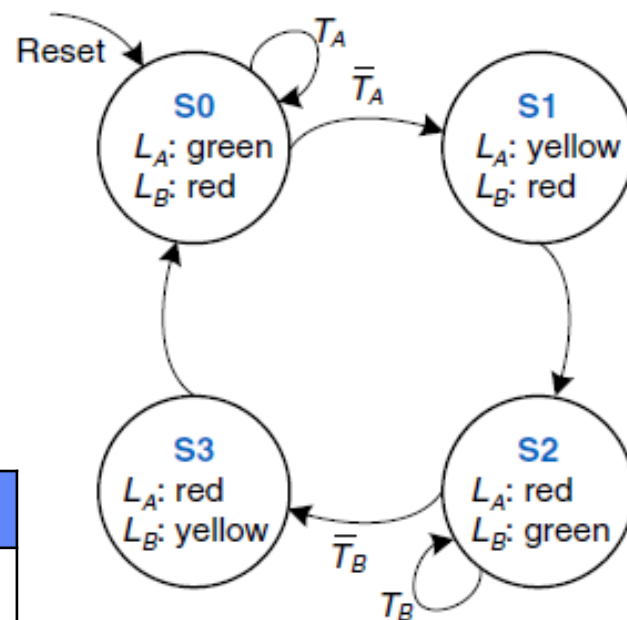 Reset
T_A
T̅_A
S0
L_A: green
L_B: red
S1
L_A: yellow
L_B: red
S3
L_A: red
L_B: yellow
S2
L_A: red
L_B: green
T̅_B
T_B